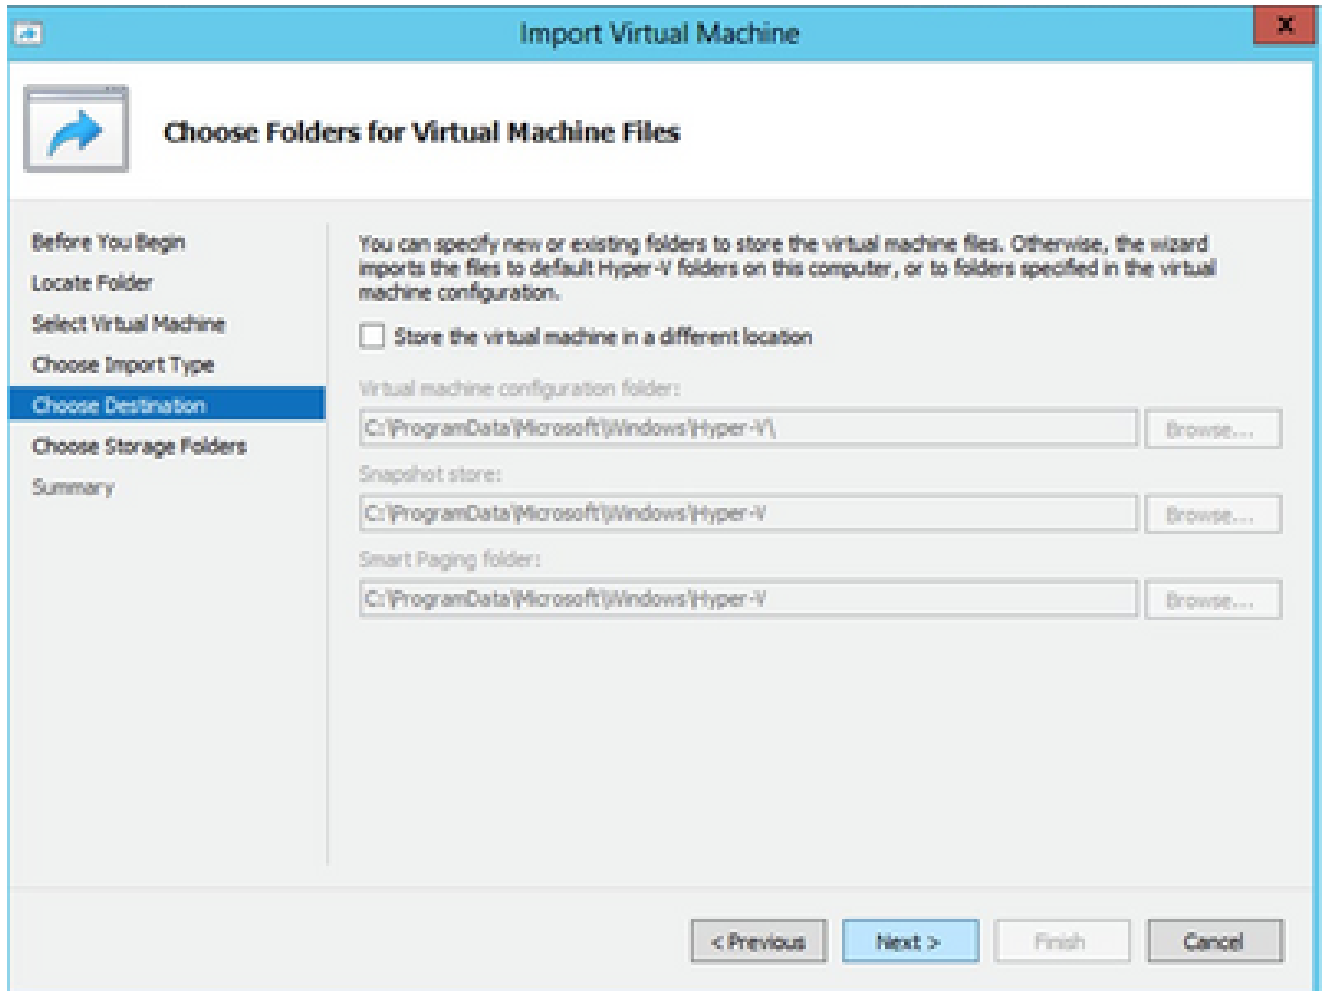 Import Virtual Machine
X
Choose Folders for Virtual Machine Files
Before You Begin
Locate Folder
Select Virtual Machine
Choose Import Type
Choose Destination
Choose Storage Folders
Summary
You can specify new or existing folders to store the virtual machine files. Otherwise, the wizard
imports the files to default Hyper-V folders on this computer, or to folders specified in the virtual
machine configuration.
Store the virtual machine in a different location
Virtual machine configuration folder:
C:\ProgramData\Microsoft\Windows\Hyper-V\
Browse...
Snapshot store:
C:\ProgramData\Microsoft\Windows\Hyper-V
Browse...
Smart Paging folder:
C:\ProgramData\Microsoft\Windows\Hyper-V
Browse...
< Previous
Next >
Finish
Cancel